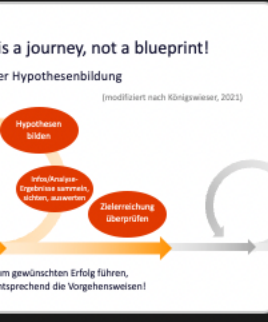 is a journey, not a blueprint!
er Hypothesenbildung
(modifiziert nach Königswieser, 2021)
Hypothesen
bilden
Infos/Analyse-
Ergebnisse sammeln,
sichten, auswerten
Zielerreichung
überprüfen
um gewünschten Erfolg führen,
ntsprechend die Vorgehensweisen!